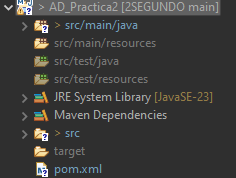 > AD_Practica2 [2SEGUNDO main]
> src/main/java
src/main/resources
src/test/java
src/test/resources
JRE System Library [JavaSE-23]
Maven Dependencies
> src
target
pom.xml